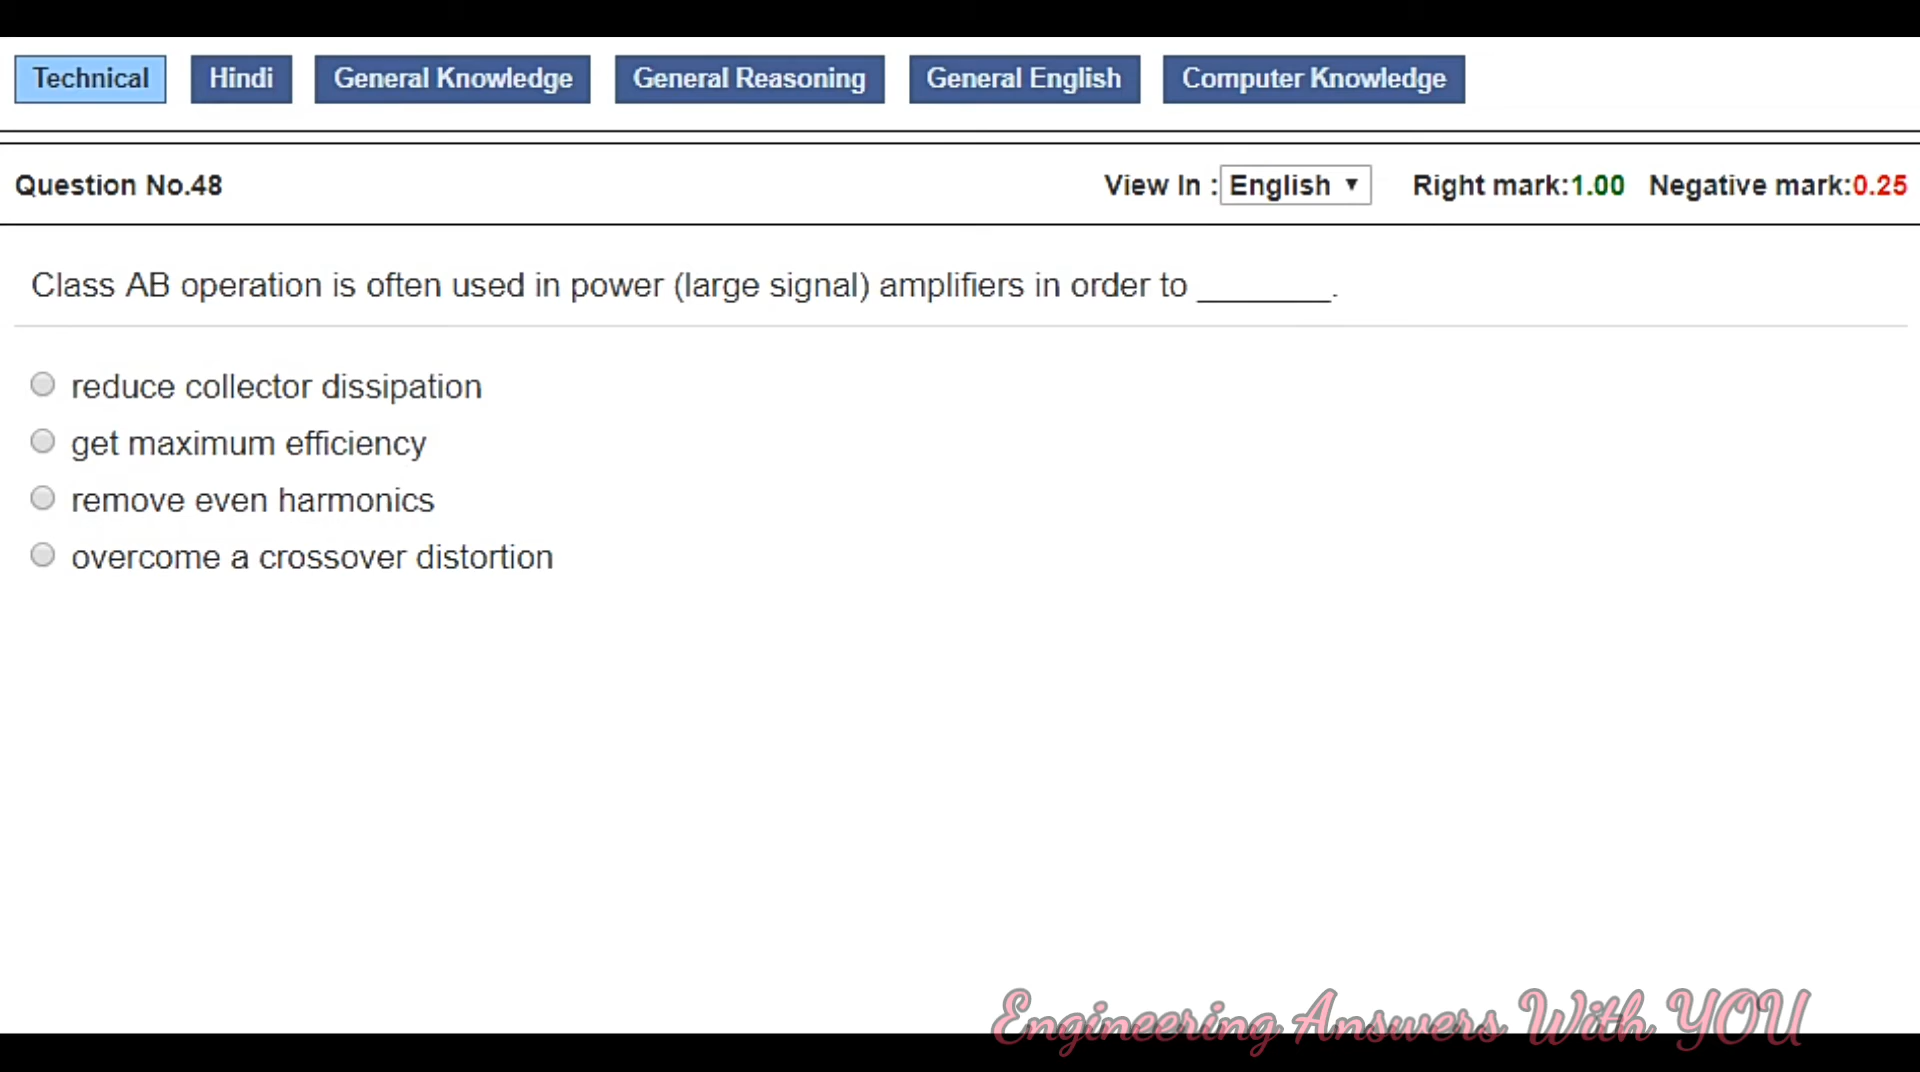 Technical Hindi General Knowledge General Reasoning General English Computer Knowledge
Question No.48 View In : English ▼ Right mark:1.00 Negative mark:0.25
Class AB operation is often used in power (large signal) amplifiers in order to _______.
reduce collector dissipation
get maximum efficiency
remove even harmonics
overcome a crossover distortion
Engineering Answers With YOU